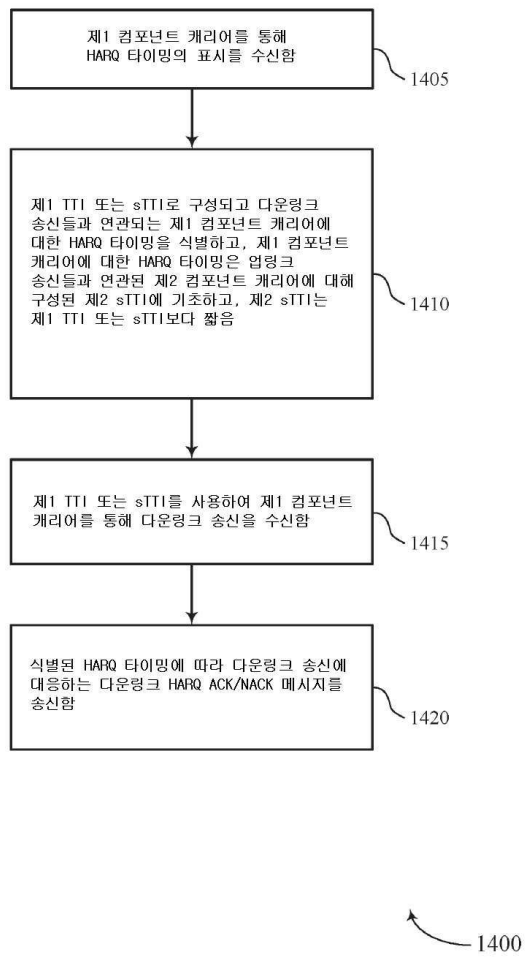 제1 컴포넌트 캐리어를 통해
HARQ 타이밍의 표시를 수신함
1405
제1 TTI 또는 sTTI로 구성되고 다운링크
송신들과 연관되는 제1 컴포넌트 캐리어에
대한 HARQ 타이밍을 식별하고, 제1 컴포넌트
캐리어에 대한 HARQ 타이밍은 업링크
송신들과 연관된 제2 컴포넌트 캐리어에 대해
구성된 제2 sTTI에 기초하고, 제2 sTTI는
제1 TTI 또는 sTTI보다 짧음
1410
제1 TTI 또는 sTTI를 사용하여 제1 컴포넌트
캐리어를 통해 다운링크 송신을 수신함
1415
식별된 HARQ 타이밍에 따라 다운링크 송신에
대응하는 다운링크 HARQ ACK/NACK 메시지를
송신함
1420
1400